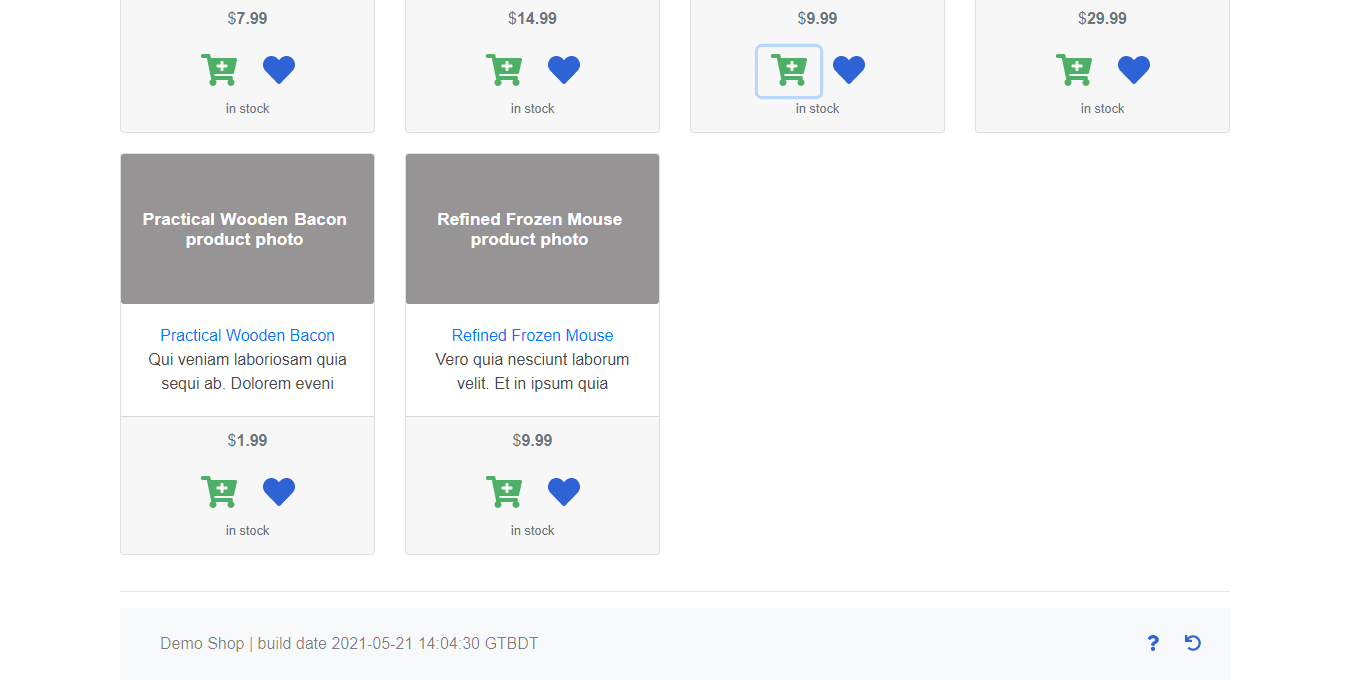 $7.99
$14.99
$9.99
$29.99
in stock
in stock
in stock
in stock
Practical Wooden Bacon
product photo
Refined Frozen Mouse
product photo
Practical Wooden Bacon
Qui veniam laboriosam quia
sequi ab. Dolorem eveni
Refined Frozen Mouse
Vero quia nesciunt laborum
velit. Et in ipsum quia
$1.99
$9.99
in stock
in stock
Demo Shop | build date 2021-05-21 14:04:30 GTBDT
?